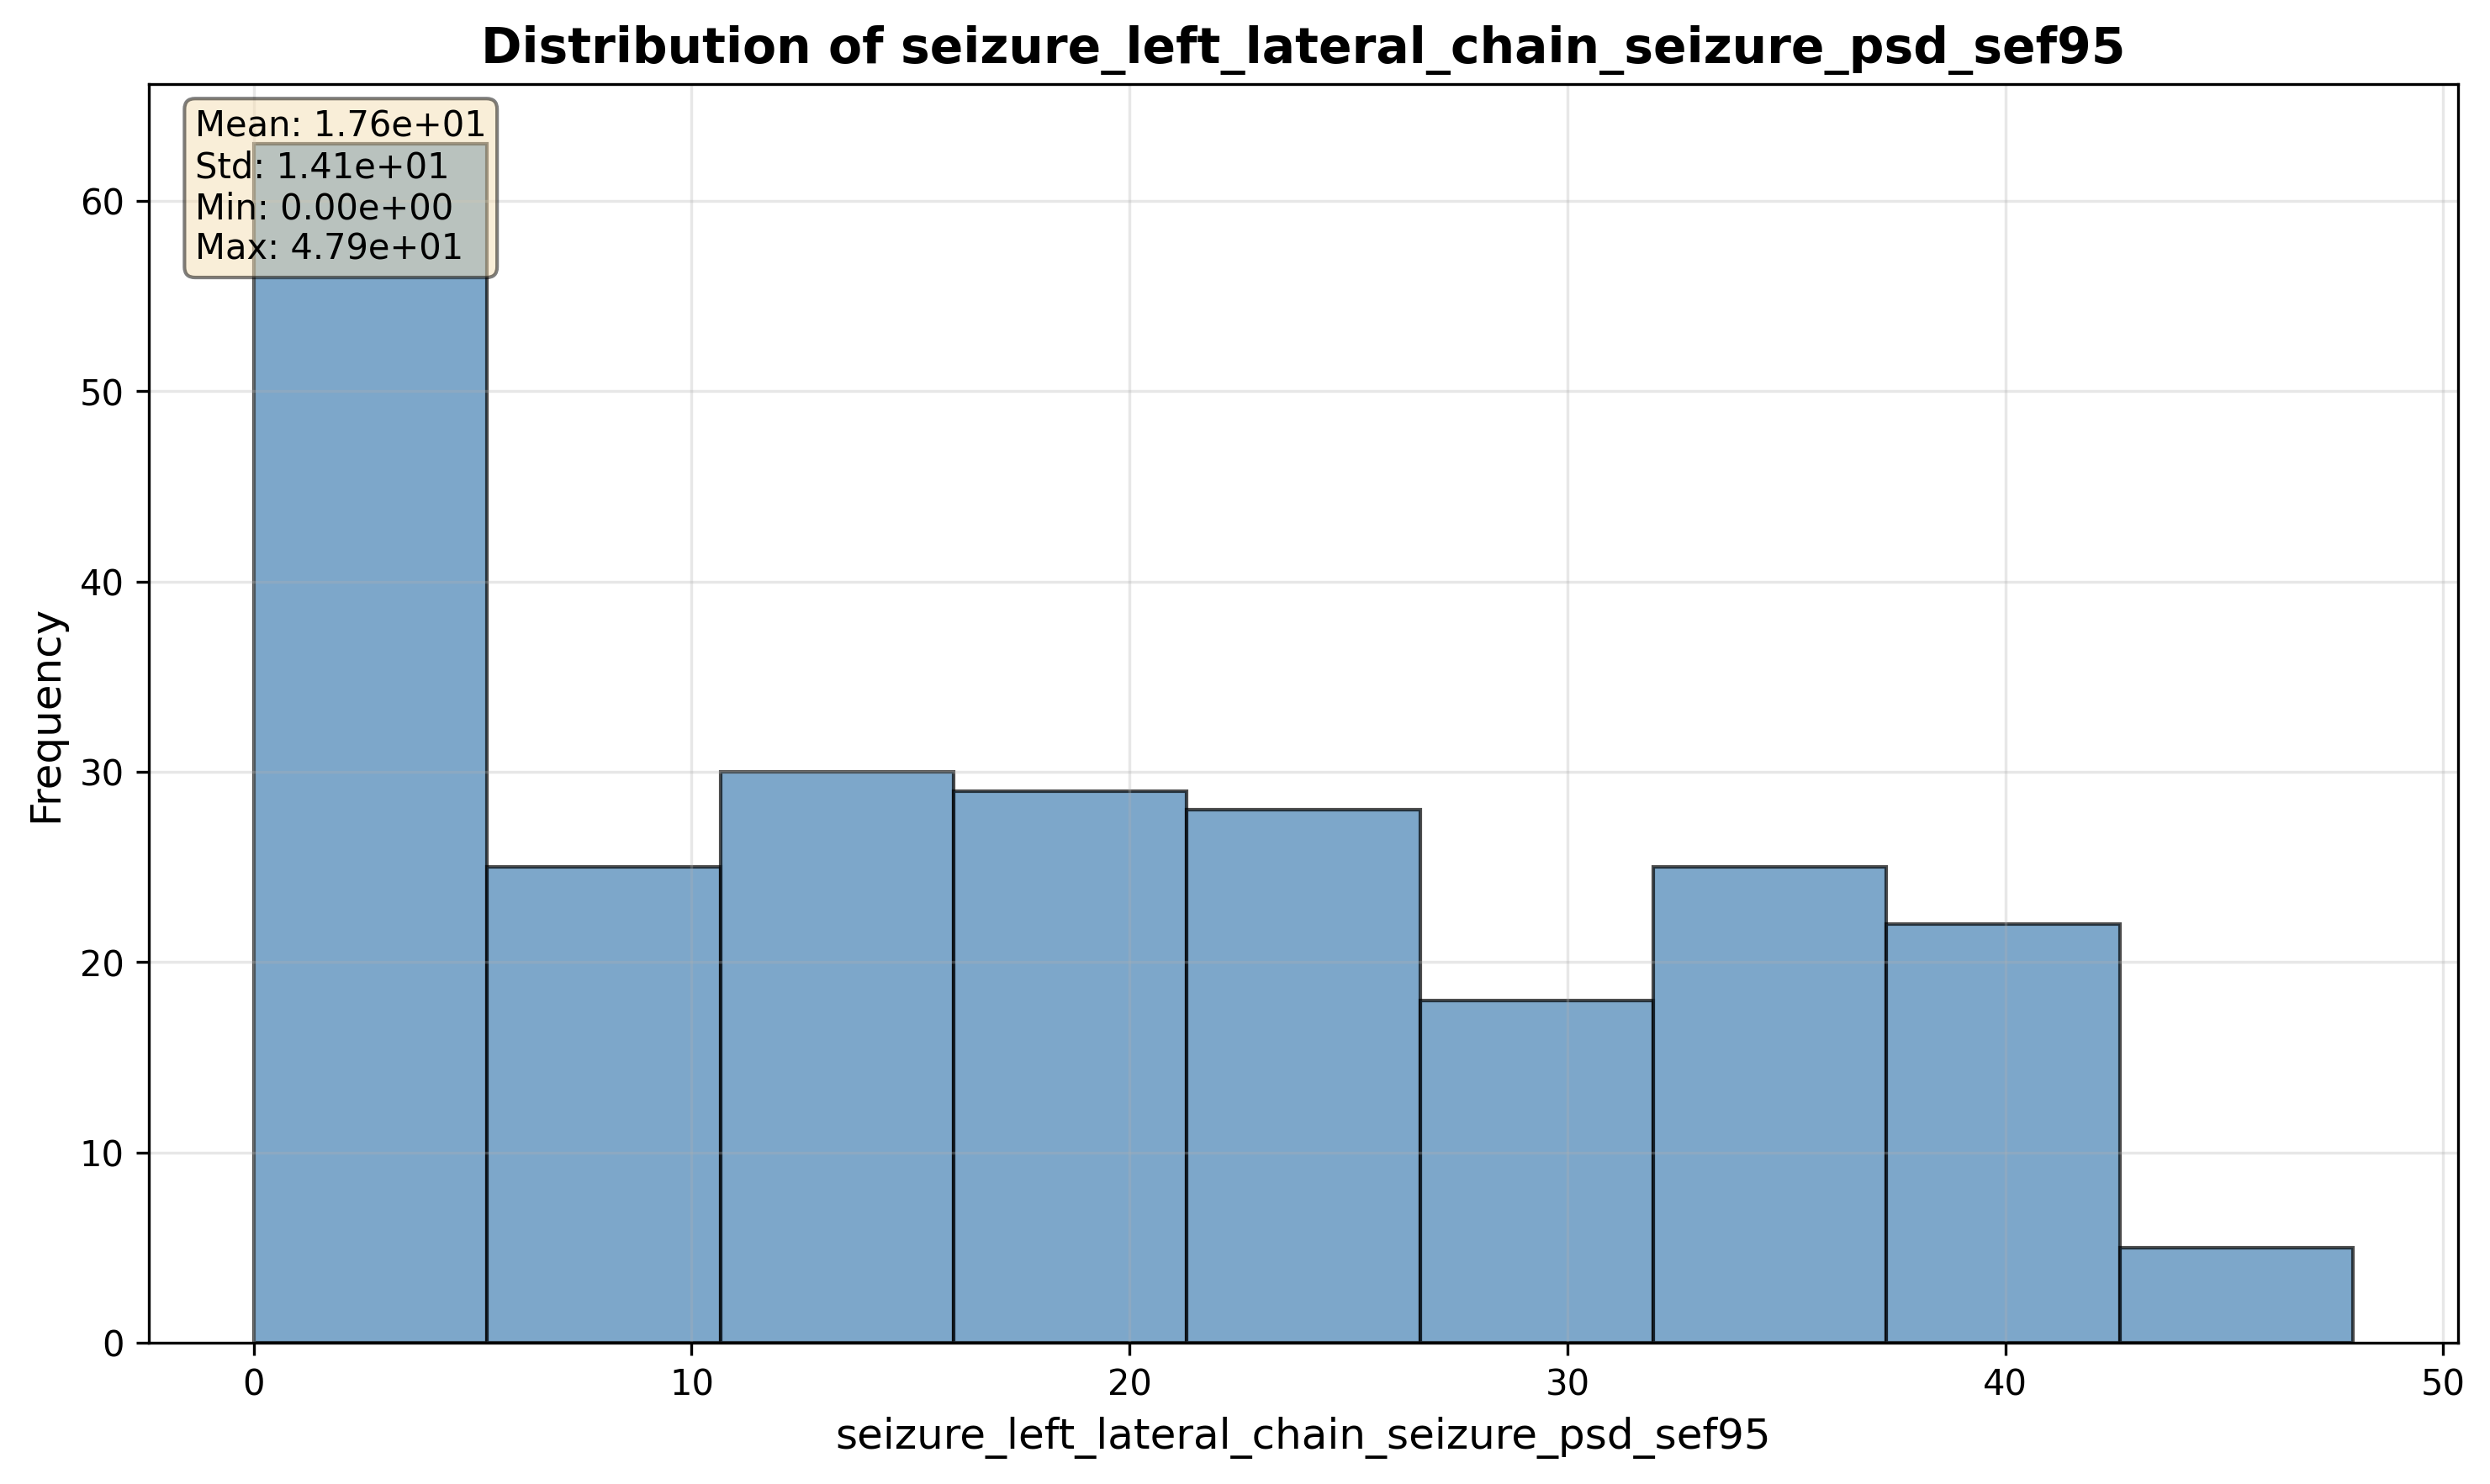 Distribution of seizure_left_lateral_chain_seizure_psd_sef95
Mean: 1.76e+01
Std: 1.41e+01
Min: 0.00e+00
Max: 4.79e+01
60
50
40
30
20
10
0
Frequency
0 10 20 30 40 50
seizure_left_lateral_chain_seizure_psd_sef95